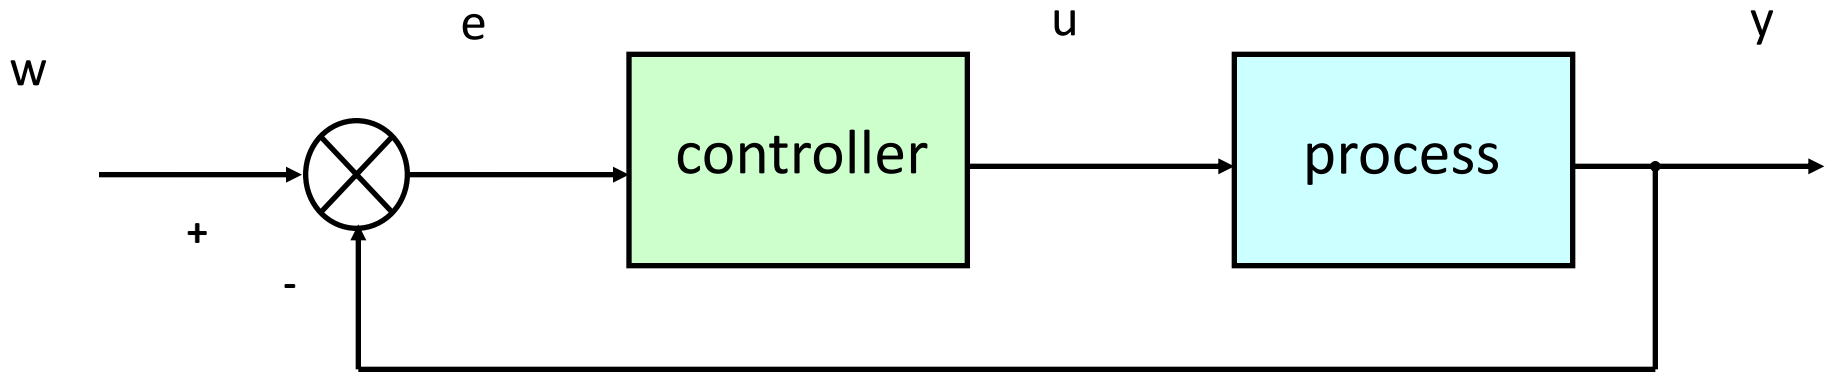 w
e
u
y
controller
process
+
-